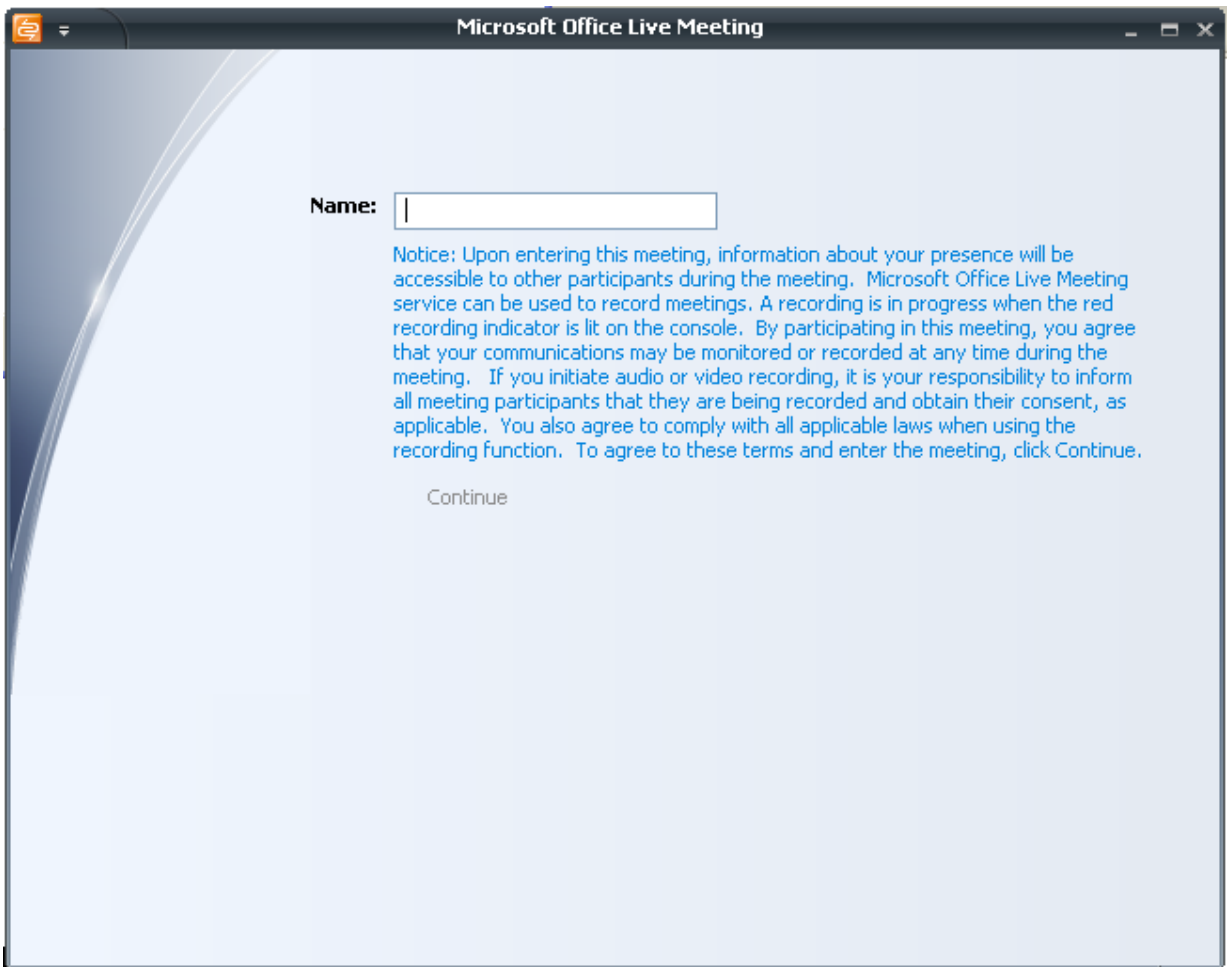 Microsoft Office Live Meeting
Name:
Notice: Upon entering this meeting, information about your presence will be
accessible to other participants during the meeting.  Microsoft Office Live Meeting
service can be used to record meetings. A recording is in progress when the red
recording indicator is lit on the console.  By participating in this meeting, you agree
that your communications may be monitored or recorded at any time during the
meeting.   If you initiate audio or video recording, it is your responsibility to inform
all meeting participants that they are being recorded and obtain their consent, as
applicable.  You also agree to comply with all applicable laws when using the
recording function.  To agree to these terms and enter the meeting, click Continue.
Continue